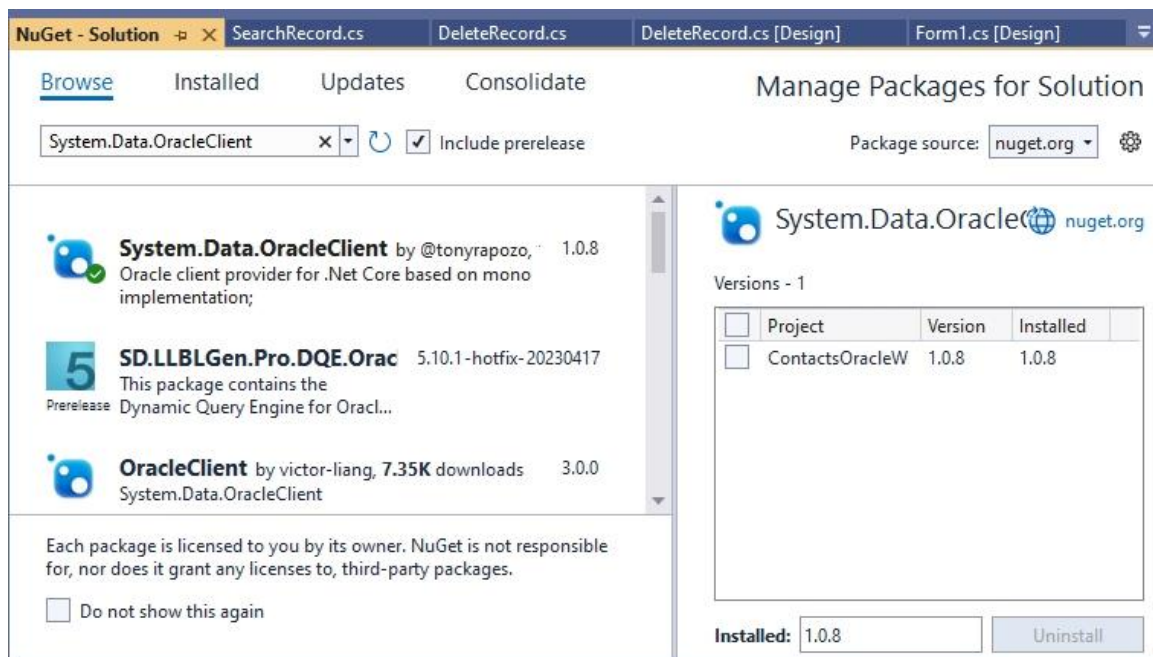 NuGet - Solution SearchRecord.cs DeleteRecord.cs DeleteRecord.cs [Design] Form1.cs [Design]
Browse Installed Updates Consolidate Manage Packages for Solution
System.Data.OracleClient Include prerelease Package source: nuget.org
System.Data.OracleClient by @tonyrapozo, 1.0.8
Oracle client provider for .Net Core based on mono
implementation;
5 SD.LLBLGen.Pro.DQE.Orac 5.10.1-hotfix-20230417
This package contains the
Prerelease Dynamic Query Engine for Oracl...
OracleClient by victor-liang, 7.35K downloads 3.0.0
System.Data.OracleClient
Each package is licensed to you by its owner. NuGet is not responsible
for, nor does it grant any licenses to, third-party packages.
Do not show this again
System.Data.Oracle nuget.org
Versions - 1
Project Version Installed
ContactsOracleW 1.0.8 1.0.8
Installed: 1.0.8 Uninstall